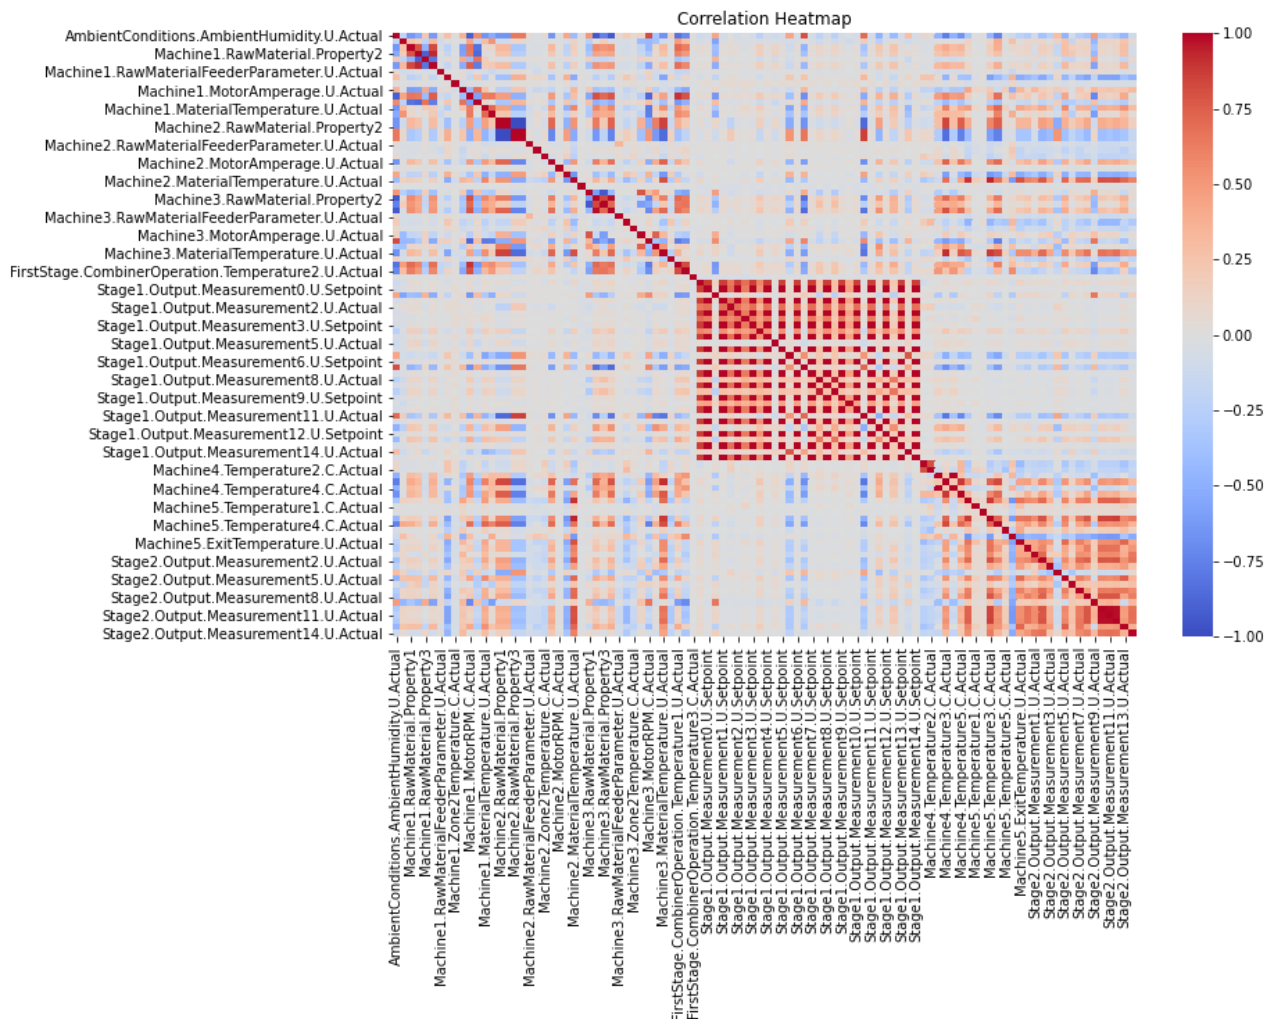 Correlation Heatmap
AmbientConditions.AmbientHumidity.U.Actual
Machine1.RawMaterial.Property2
Machine1.RawMaterialFeederParameter.U.Actual
Machine1.MotorAmperage.U.Actual
Machine1.MaterialTemperature.U.Actual
Machine2.RawMaterial.Property2
Machine2.RawMaterialFeederParameter.U.Actual
Machine2.MotorAmperage.U.Actual
Machine2.MaterialTemperature.U.Actual
Machine3.RawMaterial.Property2
Machine3.RawMaterialFeederParameter.U.Actual
Machine3.MotorAmperage.U.Actual
Machine3.MaterialTemperature.U.Actual
FirstStage.CombinerOperation.Temperature2.U.Actual
Stage1.Output.Measurement0.U.Setpoint
Stage1.Output.Measurement2.U.Actual
Stage1.Output.Measurement3.U.Setpoint
Stage1.Output.Measurement5.U.Actual
Stage1.Output.Measurement6.U.Setpoint
Stage1.Output.Measurement8.U.Actual
Stage1.Output.Measurement9.U.Setpoint
Stage1.Output.Measurement11.U.Actual
Stage1.Output.Measurement12.U.Setpoint
Stage1.Output.Measurement14.U.Actual
Machine4.Temperature2.C.Actual
Machine4.Temperature4.C.Actual
Machine5.Temperature1.C.Actual
Machine5.Temperature4.C.Actual
Machine5.ExitTemperature.U.Actual
Stage2.Output.Measurement2.U.Actual
Stage2.Output.Measurement5.U.Actual
Stage2.Output.Measurement8.U.Actual
Stage2.Output.Measurement11.U.Actual
Stage2.Output.Measurement14.U.Actual
AmbientConditions.AmbientHumidity.U.Actual
Machine1.RawMaterial.Property1
Machine1.RawMaterial.Property3
Machine1.RawMaterialFeederParameter.U.Actual
Machine1.Zone2Temperature.C.Actual
Machine1.MotorRPM.C.Actual
Machine1.MaterialTemperature.U.Actual
Machine2.RawMaterial.Property1
Machine2.RawMaterial.Property3
Machine2.RawMaterialFeederParameter.U.Actual
Machine2.Zone2Temperature.C.Actual
Machine2.MotorRPM.C.Actual
Machine2.MaterialTemperature.U.Actual
Machine3.RawMaterial.Property1
Machine3.RawMaterial.Property3
Machine3.RawMaterialFeederParameter.U.Actual
Machine3.Zone2Temperature.C.Actual
Machine3.MotorRPM.C.Actual
Machine3.MaterialTemperature.U.Actual
FirstStage.CombinerOperation.Temperature1.U.Actual
FirstStage.CombinerOperation.Temperature3.C.Actual
Stage1.Output.Measurement0.U.Setpoint
Stage1.Output.Measurement1.U.Setpoint
Stage1.Output.Measurement2.U.Setpoint
Stage1.Output.Measurement3.U.Setpoint
Stage1.Output.Measurement4.U.Setpoint
Stage1.Output.Measurement5.U.Setpoint
Stage1.Output.Measurement6.U.Setpoint
Stage1.Output.Measurement7.U.Setpoint
Stage1.Output.Measurement8.U.Setpoint
Stage1.Output.Measurement9.U.Setpoint
Stage1.Output.Measurement10.U.Setpoint
Stage1.Output.Measurement11.U.Setpoint
Stage1.Output.Measurement12.U.Setpoint
Stage1.Output.Measurement13.U.Setpoint
Stage1.Output.Measurement14.U.Setpoint
Machine4.Temperature2.C.Actual
Machine4.Temperature3.C.Actual
Machine4.Temperature5.C.Actual
Machine5.Temperature1.C.Actual
Machine5.Temperature3.C.Actual
Machine5.Temperature5.C.Actual
Machine5.ExitTemperature.U.Actual
Stage2.Output.Measurement1.U.Actual
Stage2.Output.Measurement3.U.Actual
Stage2.Output.Measurement5.U.Actual
Stage2.Output.Measurement7.U.Actual
Stage2.Output.Measurement9.U.Actual
Stage2.Output.Measurement11.U.Actual
Stage2.Output.Measurement13.U.Actual
1.00
0.75
0.50
0.25
0.00
−0.25
−0.50
−0.75
−1.00